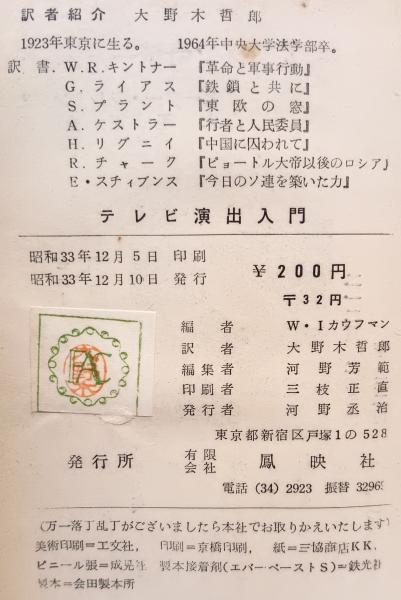 訳者紹介 大野木哲郎
1923年東京に生る。 1964年中央大学法学部卒。
訳書.W.R.キントナー 『革命と軍事行動』
G.ライアス 『鉄鎖と共に』
S.プラント 『東欧の窓』
A.ケストラー 『行者と人民委員』
H.リグニイ 『中国に囚われて』
R.チャーク 『ピョートル大帝以後のロシア』
E・スティブンス 『今日のソ連を築いた力』
テレビ演出入門
昭和33年12月5日 印刷
昭和33年12月10日 発行
¥200円
〒32円
A
編者 W・Iカウフマン
訳者 大野木哲郎
編集者 河野芳範
印刷者 三枝正直
発行者 河野丞治
東京都新宿区戸塚1の528
発行所 有限会社 鳳映社
電話(34)2923 振替3296
(万一落丁乱丁がございましたら本社でお取りかえいたします)
美術印刷=工文社, 印刷=京橋印刷, 紙=三協商店KK,
ビニール張=成晃社 製本接着剤(エバー・ペーストS)=鉄光社
製本=会田製本所